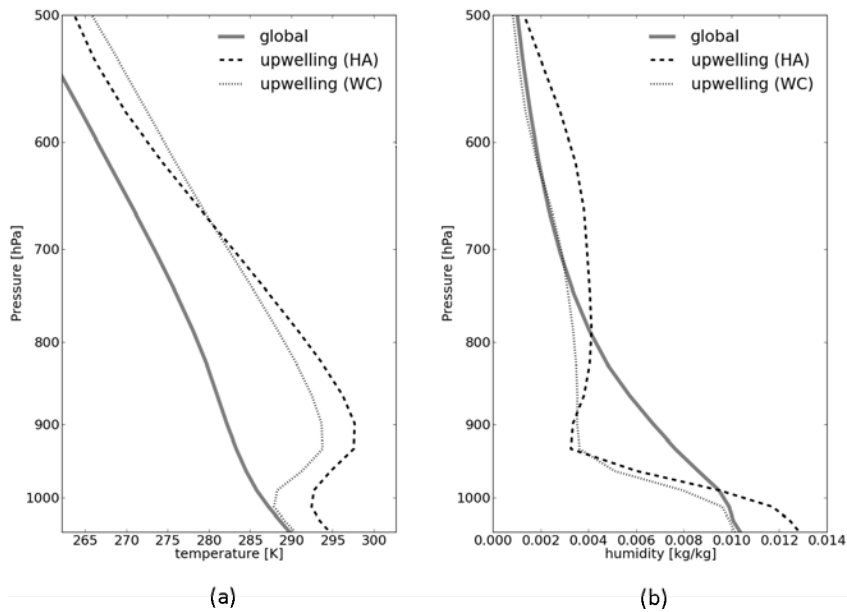 500
600
700
800
900
1000
Pressure [hPa]
global
upwelling (HA)
upwelling (WC)
265 270 275 280 285 290 295 300
temperature [K]
(a)
500
600
700
800
900
1000
Pressure [hPa]
global
upwelling (HA)
upwelling (WC)
0.000 0.002 0.004 0.006 0.008 0.010 0.012 0.014
humidity [kg/kg]
(b)